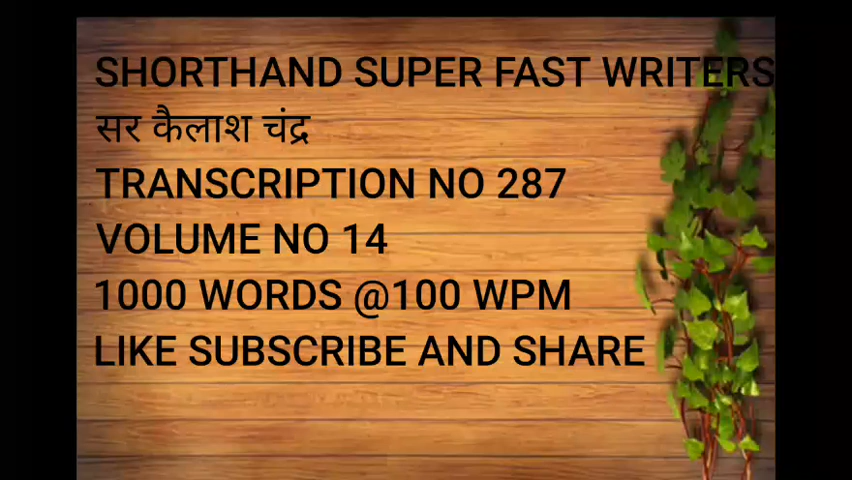 SHORTHAND SUPER FAST WRITERS
सर कैलाश चंद्र
TRANSCRIPTION NO 287
VOLUME NO 14
1000 WORDS @100 WPM
LIKE SUBSCRIBE AND SHARE